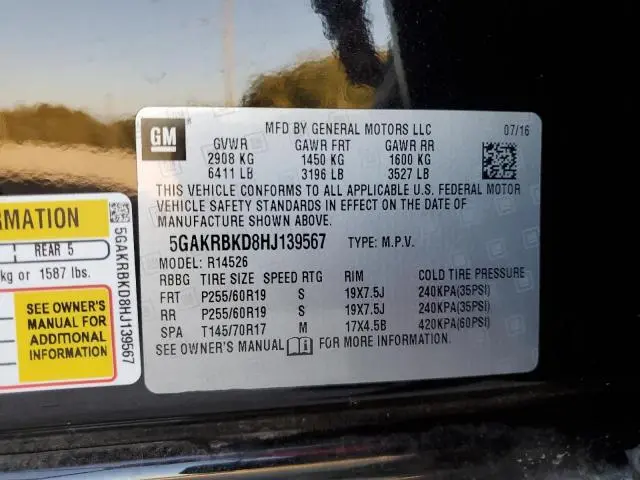 GM
MFD BY GENERAL MOTORS LLC 07/16
GVWR GAWR FRT GAWR RR
2908 KG 1450 KG 1600 KG
6411 LB 3196 LB 3527 LB
THIS VEHICLE CONFORMS TO ALL APPLICABLE U.S. FEDERAL MOTOR
VEHICLE SAFETY STANDARDS IN EFFECT ON THE DATE OF
MANUFACTURE SHOWN ABOVE.
5GAKRBKD8HJ139567 TYPE: M.P.V.
MODEL: R14526
RBBG TIRE SIZE SPEED RTG RIM COLD TIRE PRESSURE
FRT P255/60R19 S 19X7.5J 240KPA(35PSI)
RR P255/60R19 S 19X7.5J 240KPA(35PSI)
SPA T145/70R17 M 17X4.5B 420KPA(60PSI)
SEE OWNER'S MANUAL FOR MORE INFORMATION.
RMATION
REAR 5
kg or 1587 lbs.
SEE OWNER'S
MANUAL FOR
ADDITIONAL
INFORMATION
5GAKRBKD8HJ139567